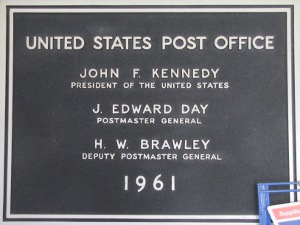 UNITED STATES POST OFFICE
JOHN F. KENNEDY
PRESIDENT OF THE UNITED STATES
J. EDWARD DAY
POSTMASTER GENERAL
H. W. BRAWLEY
DEPUTY POSTMASTER GENERAL
1961